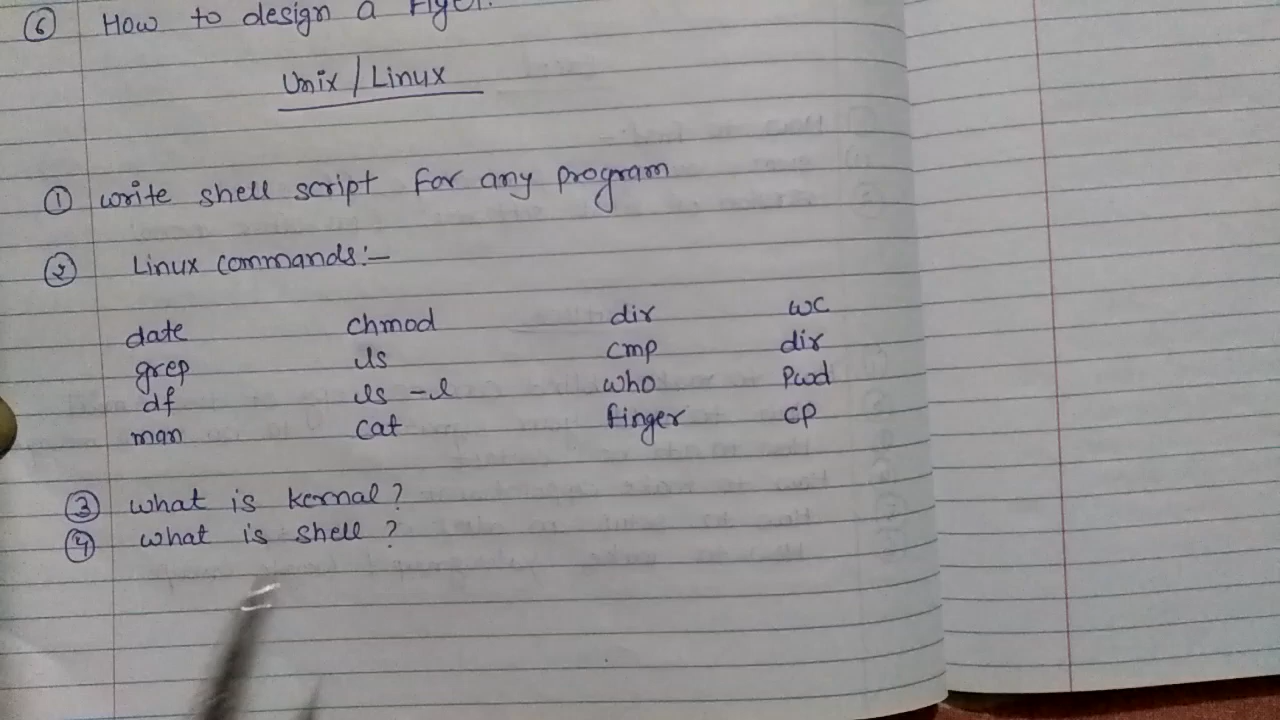 ⑥ How to design a Flyer.
Unix / Linux
① write shell script for any program
② Linux commands:-
date chmod dir wc
grep ls cmp dir
df ls -l who Pwd
man cat finger cp
③ what is kernal ?
④ what is shell ?